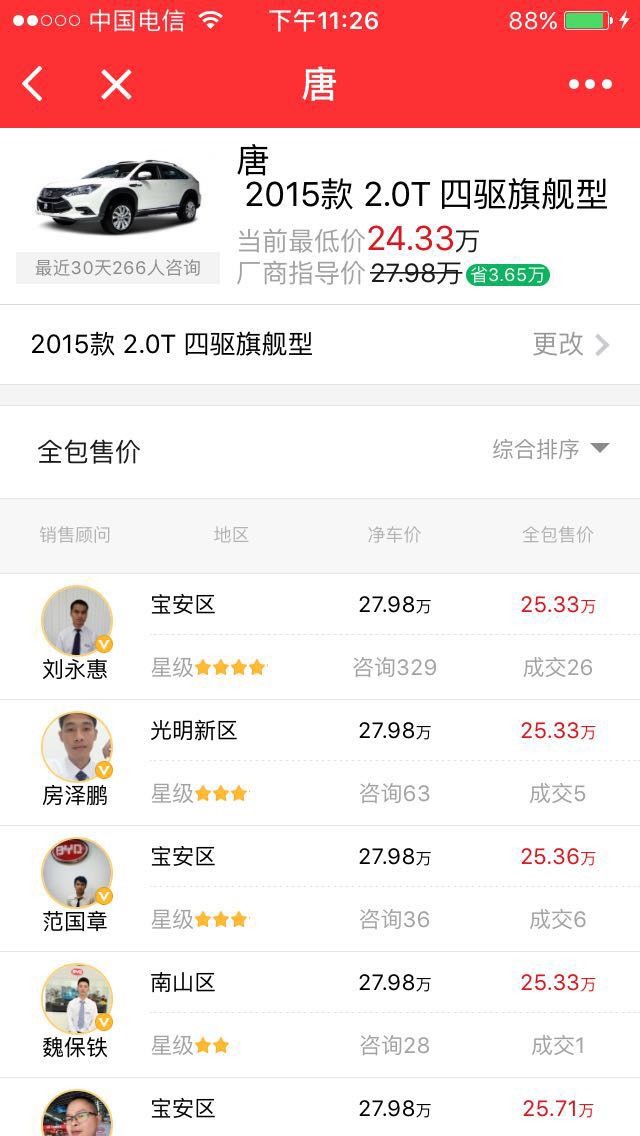 中国电信 下午11:26 88%
唐
唐
2015款 2.0T 四驱旗舰型
当前最低价24.33万
最近30天266人咨询
厂商指导价 27.98万 省3.65万
2015款 2.0T 四驱旗舰型 更改
全包售价 综合排序
销售顾问 地区 净车价 全包售价
宝安区 27.98万 25.33万
刘永惠 星级 咨询329 成交26
光明新区 27.98万 25.33万
房泽鹏 星级 咨询63 成交5
BYD
宝安区 27.98万 25.36万
范国章 星级 咨询36 成交6
南山区 27.98万 25.33万
魏保铁 星级 咨询28 成交1
宝安区 27.98万 25.71万